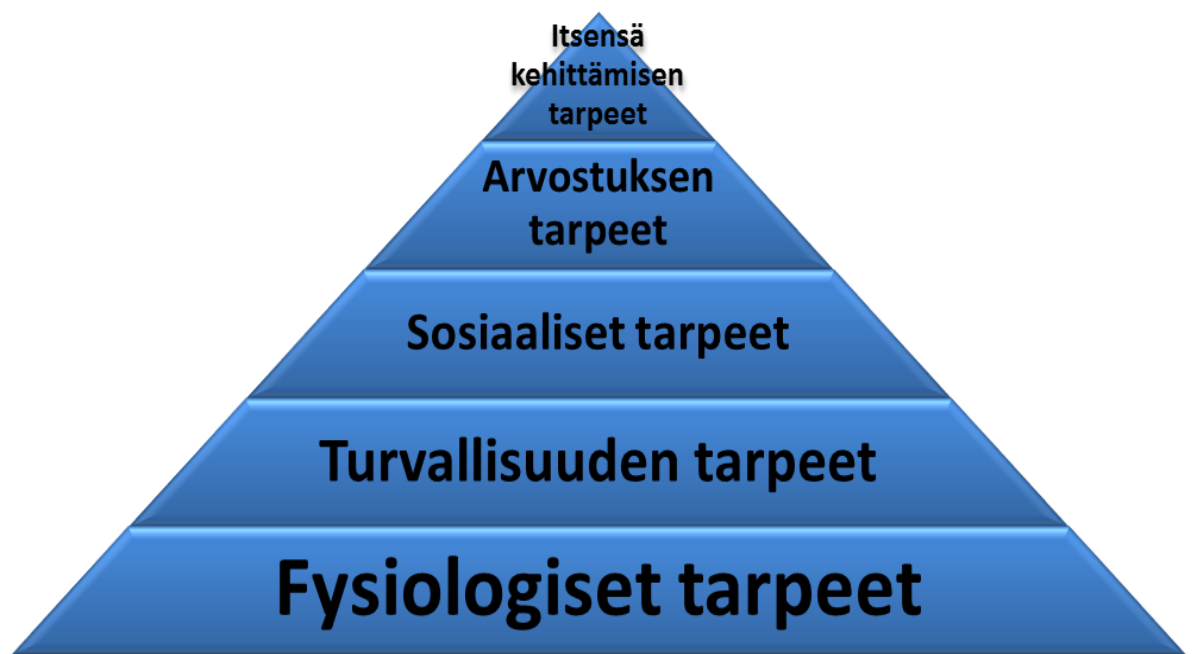 Itsensä
kehittämisen
tarpeet
Arvostuksen
tarpeet
Sosiaaliset tarpeet
Turvallisuuden tarpeet
Fysiologiset tarpeet